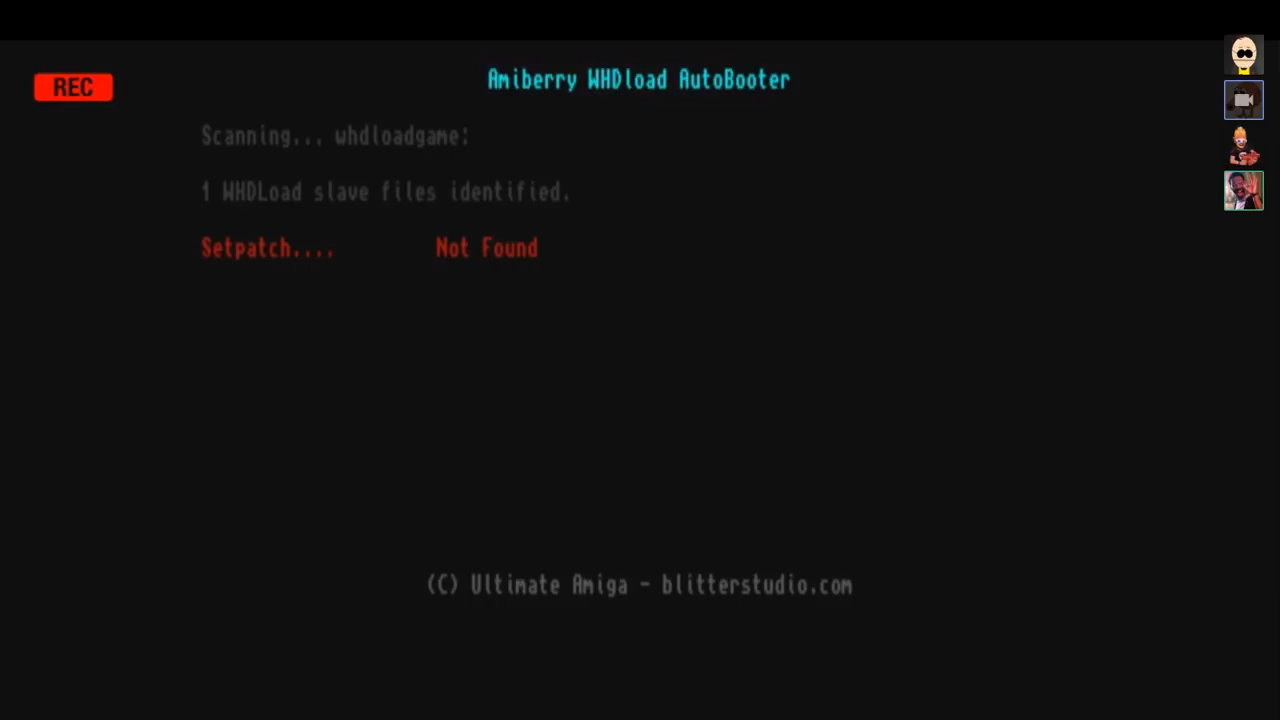 Amiberry WHDload AutoBooter
REC
Scanning... whdloadgame:
1 WHDLoad slave files identified.
Setpatch.... Not Found
(C) Ultimate Amiga - blitterstudio.com